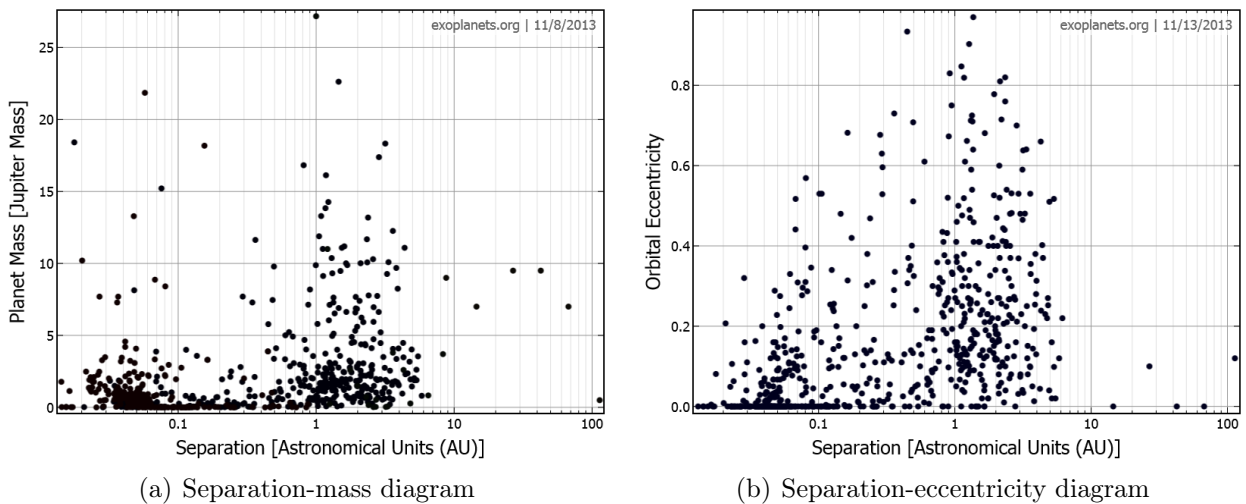 exoplanets.org | 11/8/2013
25
20
15
10
5
0
Planet Mass [Jupiter Mass]
0.1
1
10
100
Separation [Astronomical Units (AU)]
(a) Separation-mass diagram
exoplanets.org | 11/13/2013
0.8
0.6
0.4
0.2
0.0
Orbital Eccentricity
0.1
1
10
100
Separation [Astronomical Units (AU)]
(b) Separation-eccentricity diagram